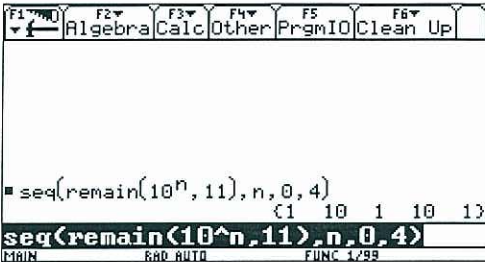 F1 F2 F3 F4 F5 F6
Algebra Calc Other PrgmIO Clean Up
seq(remain(10ⁿ, 11), n, 0, 4)
{1 10 1 10 1}
seq(remain(10^n,11),n,0,4)
MAIN RAD AUTO FUNC 1/99